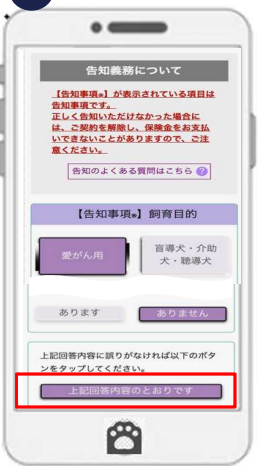 告知義務について
【告知事項※】が表示されている項目は
告知事項です。
正しく告知いただけなかった場合に
は、ご契約を解除し、保険金をお支払
いできないことがありますので、ご注
意ください。
告知のよくある質問はこちら ?
【告知事項※】飼育目的
愛がん用
盲導犬・介助
犬・聴導犬
あります
ありません
上記回答内容に誤りがなければ以下のボタ
ンをタップしてください。
上記回答内容のとおりです